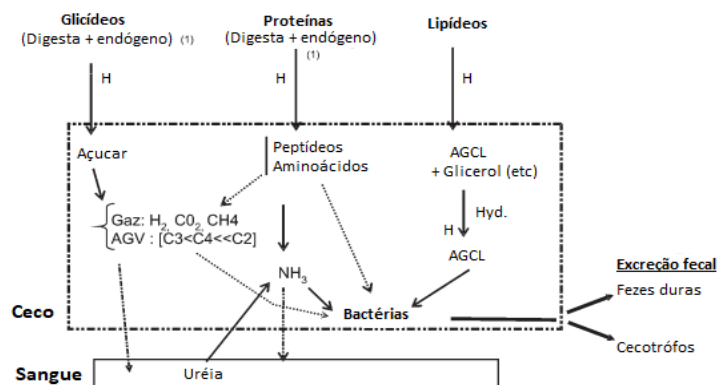 Glicídeos
(Digesta + endógeno) (1)
Proteínas
(Digesta + endógeno)
(1)
Lipídeos
H
H
H
Açucar
Peptídeos
Aminoácidos
AGCL
+ Glicerol (etc)
Gaz: H2, C02, CH4
AGV : [C3<C4<<C2]
Hyd.
H
AGCL
NH3
Bactérias
Excreção fecal
Fezes duras
Cecotrófos
Ceco
Sangue
Uréia